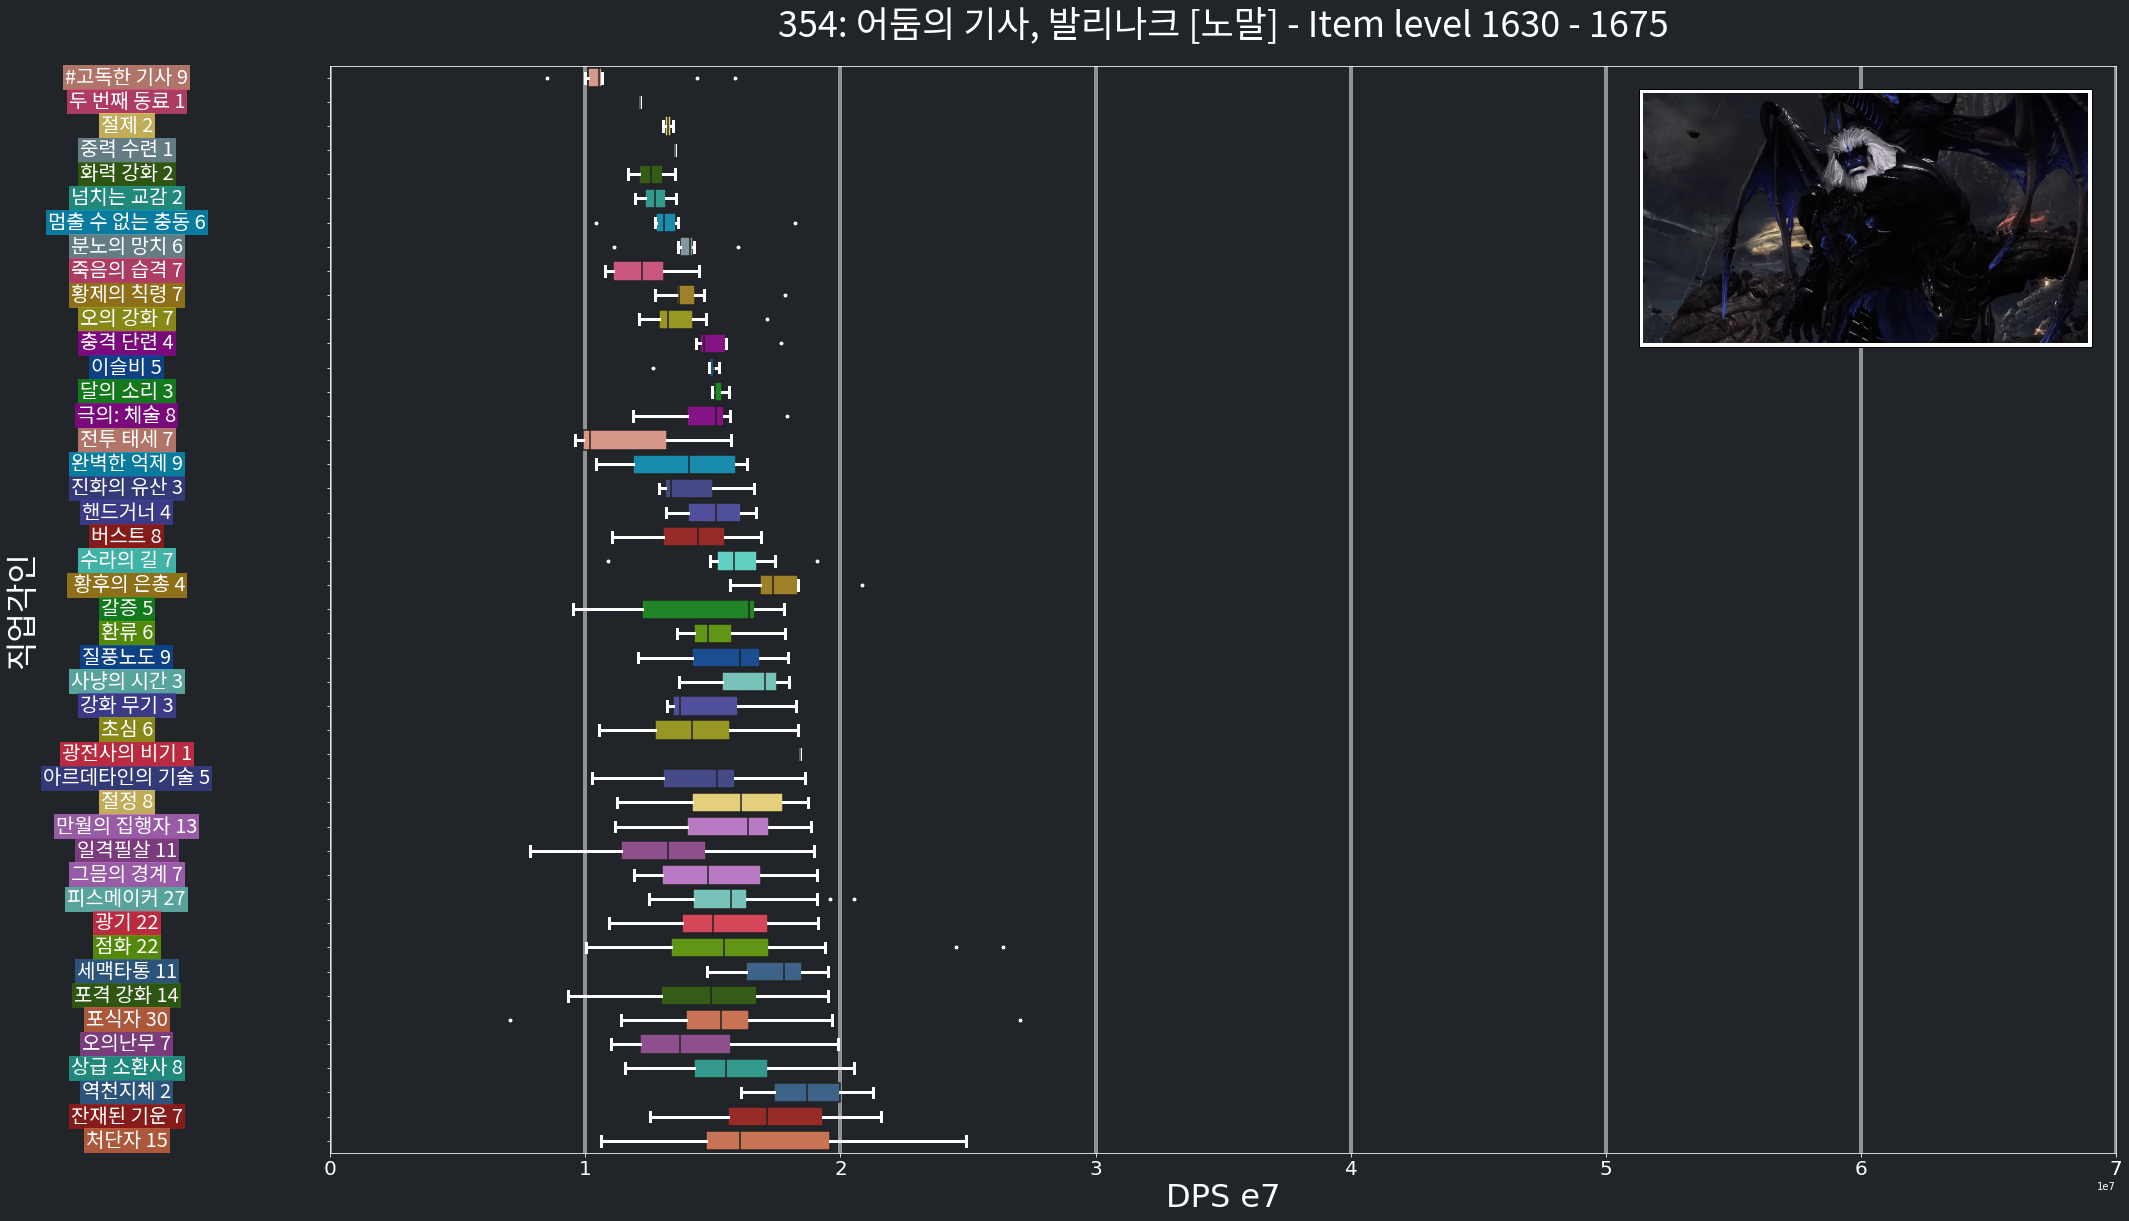 354: 어둠의 기사, 발리나크 [노말] - Item level 1630 - 1675
#고독한 기사 9
두 번째 동료 1
절제 2
중력 수련 1
화력 강화 2
넘치는 교감 2
멈출 수 없는 충동 6
분노의 망치 6
죽음의 습격 7
황제의 칙령 7
오의 강화 7
충격 단련 4
이슬비 5
달의 소리 3
극의: 체술 8
전투 태세 7
완벽한 억제 9
진화의 유산 3
핸드거너 4
버스트 8
수라의 길 7
황후의 은총 4
갈증 5
환류 6
질풍노도 9
사냥의 시간 3
강화 무기 3
초심 6
광전사의 비기 1
아르데타인의 기술 5
절정 8
만월의 집행자 13
일격필살 11
그믐의 경계 7
피스메이커 27
광기 22
점화 22
세맥타통 11
포격 강화 14
포식자 30
오의난무 7
상급 소환사 8
역천지체 2
잔재된 기운 7
처단자 15
직업각인
0 1 2 3 4 5 6 7
1e7
DPS e7